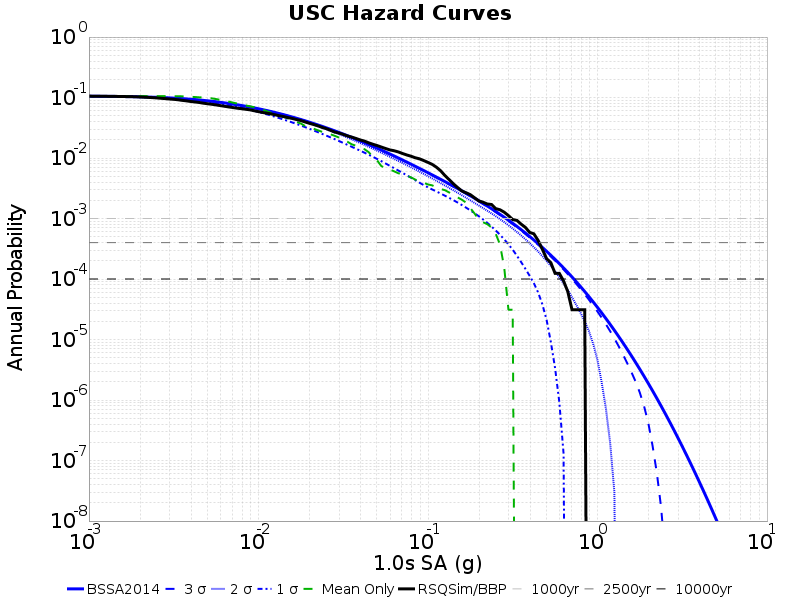 USC Hazard Curves
10^0
10^-1
10^-2
10^-3
10^-4
10^-5
10^-6
10^-7
10^-8
Annual Probability
10^-3 10^-2 10^-1 10^0 10^1
1.0s SA (g)
BSSA2014 3 σ 2 σ 1 σ Mean Only RSQSim/BBP 1000yr 2500yr 10000yr